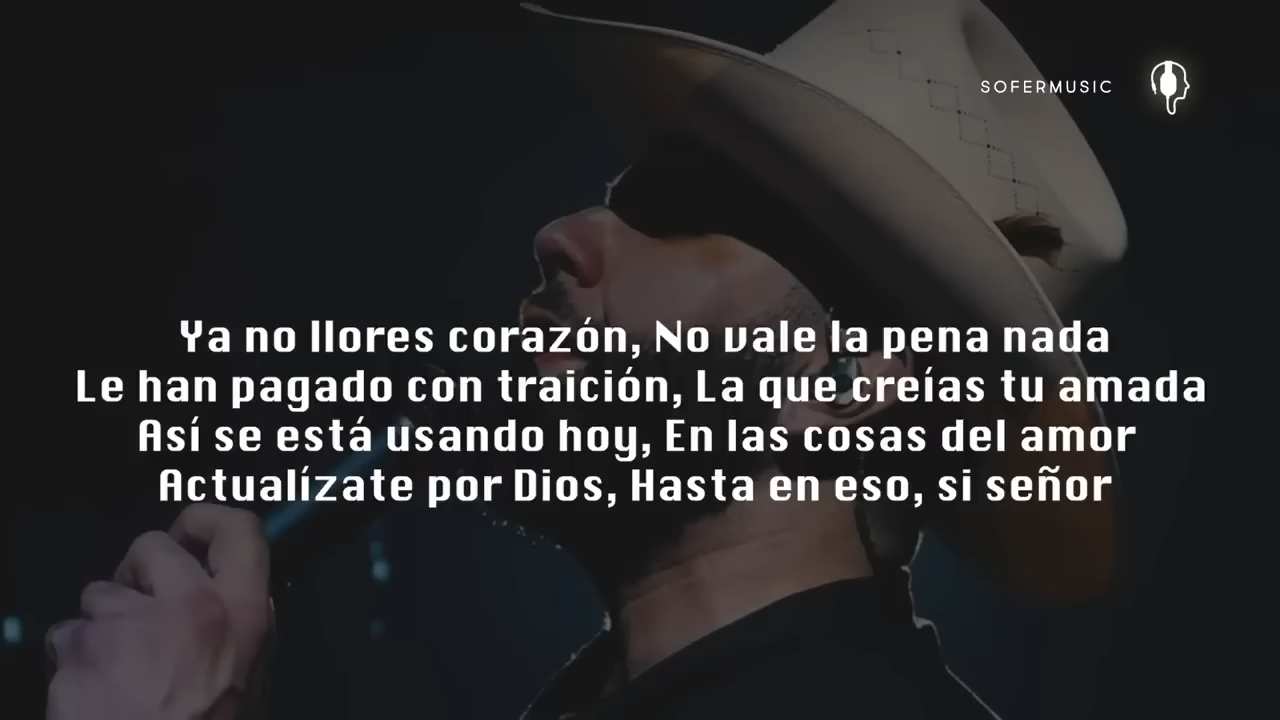 SOFERMUSIC
Ya no llores corazón, No vale la pena nada
Le han pagado con traición, La que creías tu amada
Así se está usando hoy, En las cosas del amor
Actualízate por Dios, Hasta en eso, si señor